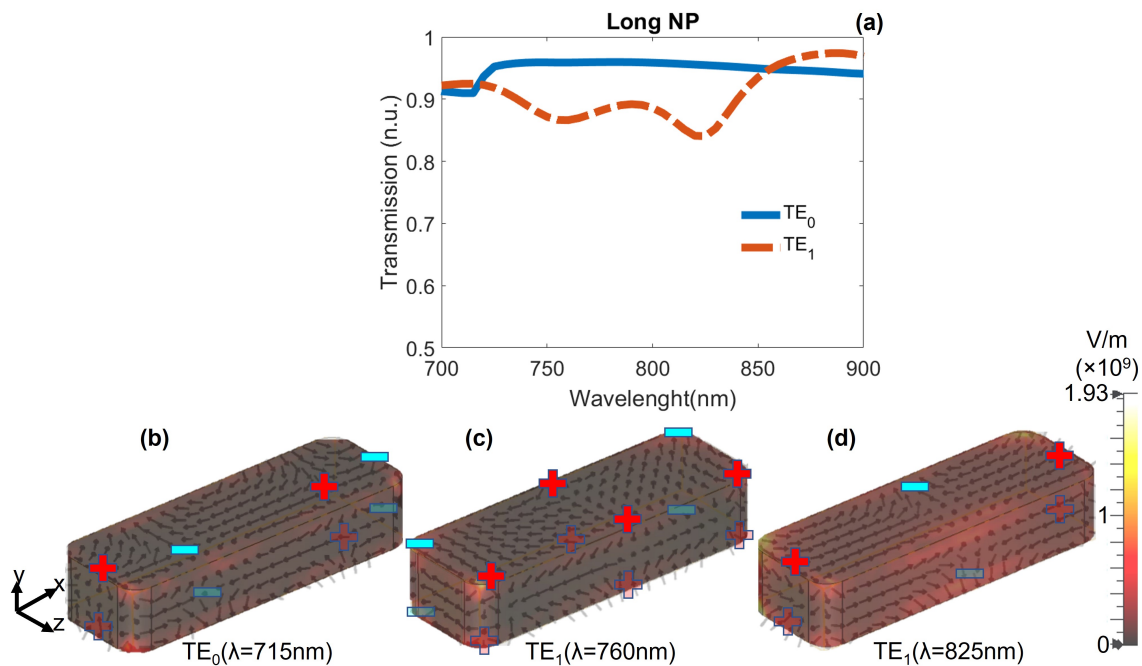 Long NP
(a)
1
0.9
0.8
0.7
0.6
0.5
Transmission (n.u.)
TE0
TE1
700
750
800
850
900
Wavelenght(nm)
V/m
(×10⁹)
1.93
1
0
(b)
(c)
(d)
y
x
z
TE0(λ=715nm)
TE1(λ=760nm)
TE1(λ=825nm)